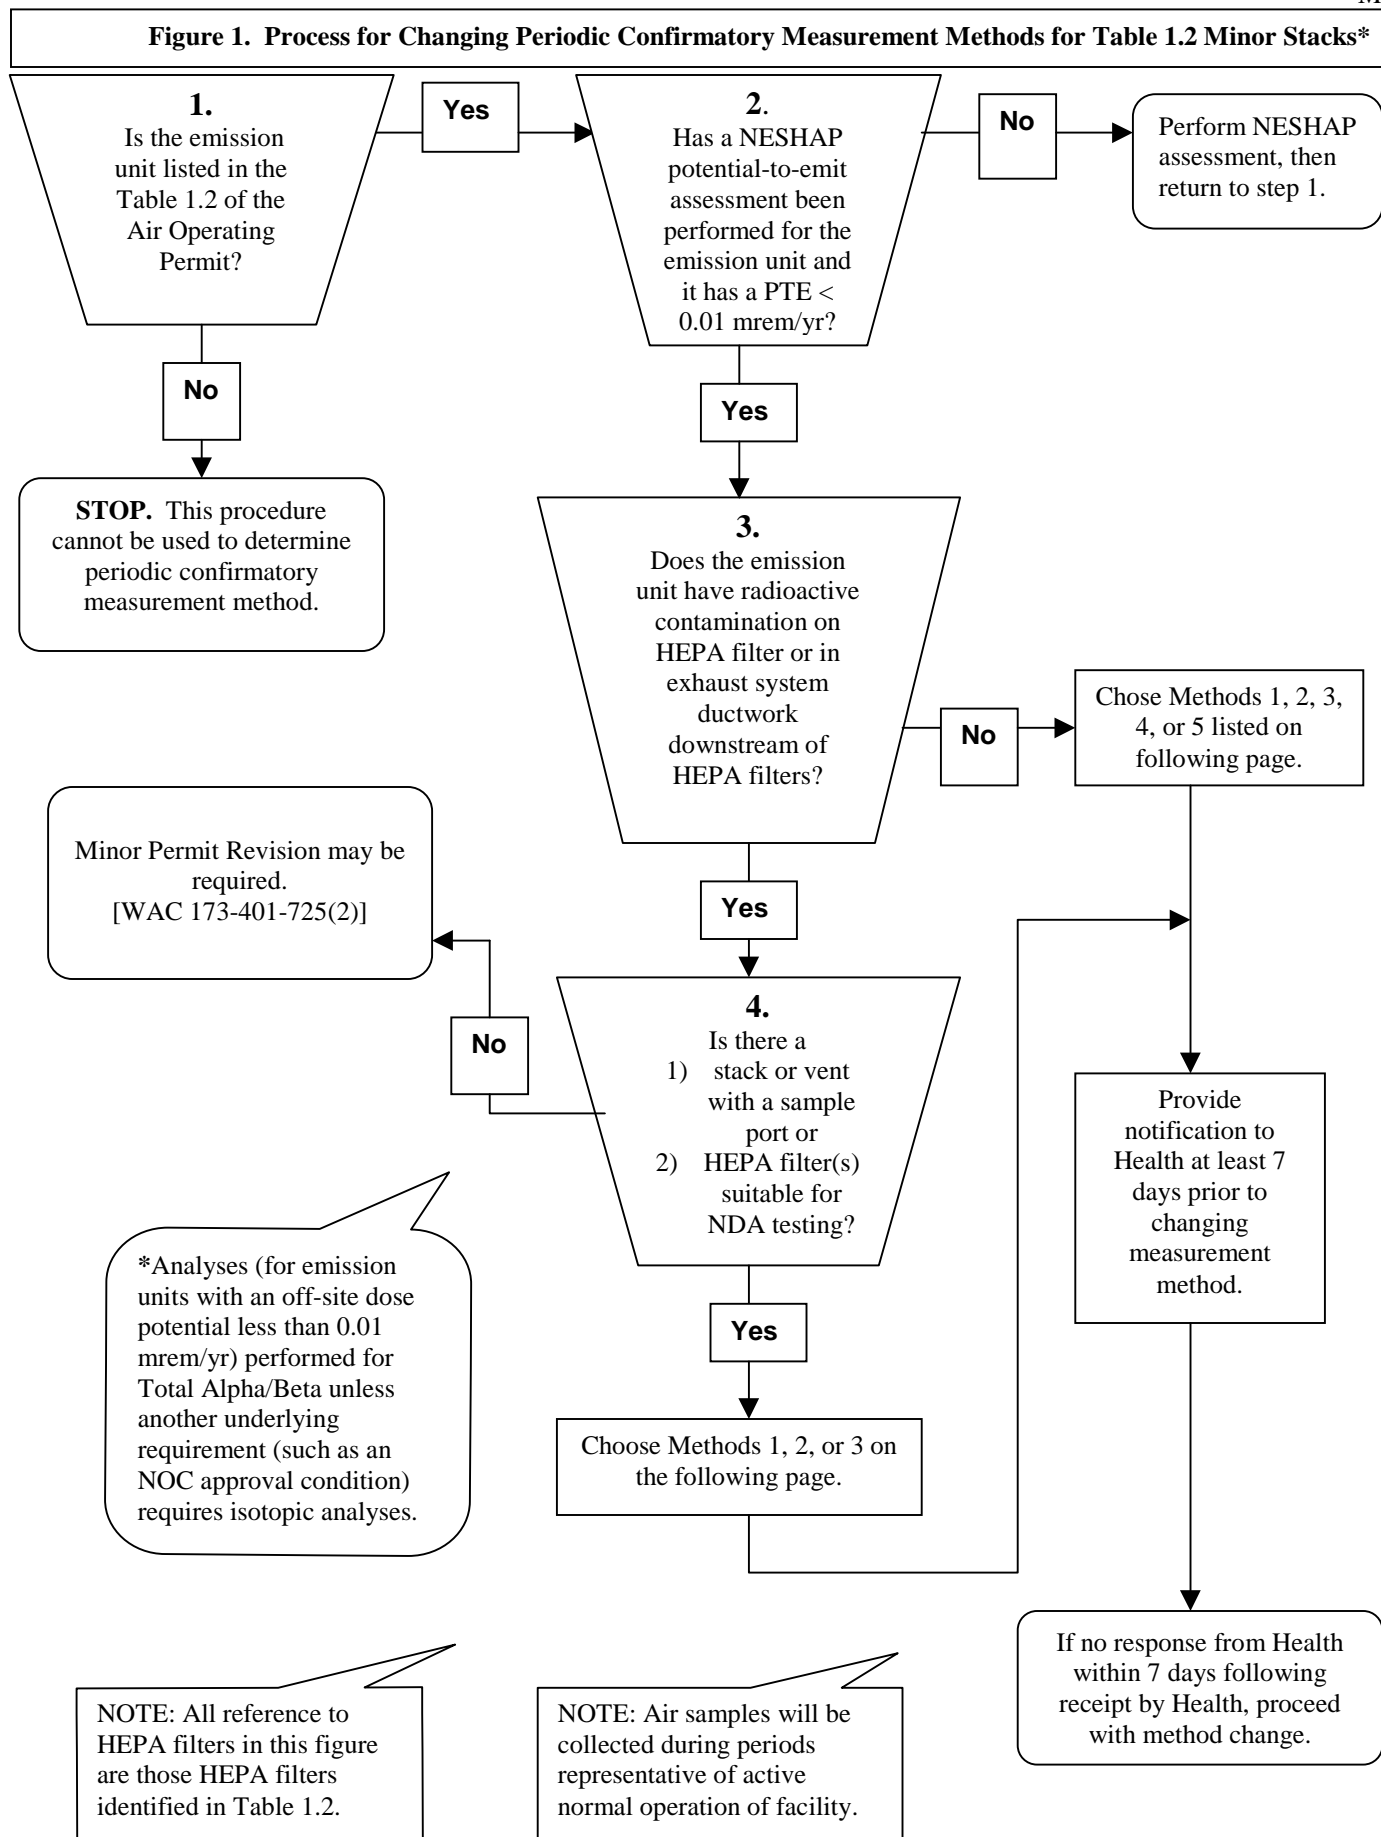 M
Figure 1. Process for Changing Periodic Confirmatory Measurement Methods for Table 1.2 Minor Stacks*
1.
Is the emission
unit listed in the
Table 1.2 of the
Air Operating
Permit?
Yes
2.
Has a NESHAP
potential-to-emit
assessment been
performed for the
emission unit and
it has a PTE <
0.01 mrem/yr?
No
Perform NESHAP
assessment, then
return to step 1.
No
Yes
STOP. This procedure
cannot be used to determine
periodic confirmatory
measurement method.
3.
Does the emission
unit have radioactive
contamination on
HEPA filter or in
exhaust system
ductwork
downstream of
HEPA filters?
No
Chose Methods 1, 2, 3,
4, or 5 listed on
following page.
Minor Permit Revision may be
required.
[WAC 173-401-725(2)]
Yes
No
4.
Is there a
1) stack or vent
with a sample
port or
2) HEPA filter(s)
suitable for
NDA testing?
Provide
notification to
Health at least 7
days prior to
changing
measurement
method.
*Analyses (for emission
units with an off-site dose
potential less than 0.01
mrem/yr) performed for
Total Alpha/Beta unless
another underlying
requirement (such as an
NOC approval condition)
requires isotopic analyses.
Yes
Choose Methods 1, 2, or 3 on
the following page.
If no response from Health
within 7 days following
receipt by Health, proceed
with method change.
NOTE: All reference to
HEPA filters in this figure
are those HEPA filters
identified in Table 1.2.
NOTE: Air samples will be
collected during periods
representative of active
normal operation of facility.